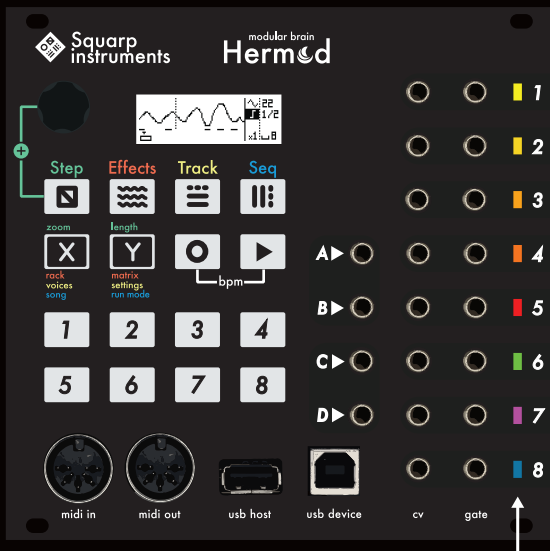 Squarp
instruments
modular brain
Hermod
22
1/2
x1 8
Step Effects Track Seq
zoom length
X Y
rack matrix
voices settings
song run mode
bpm
1 2 3 4
5 6 7 8
A
B
C
D
1
2
3
4
5
6
7
8
midi in midi out usb host usb device cv gate